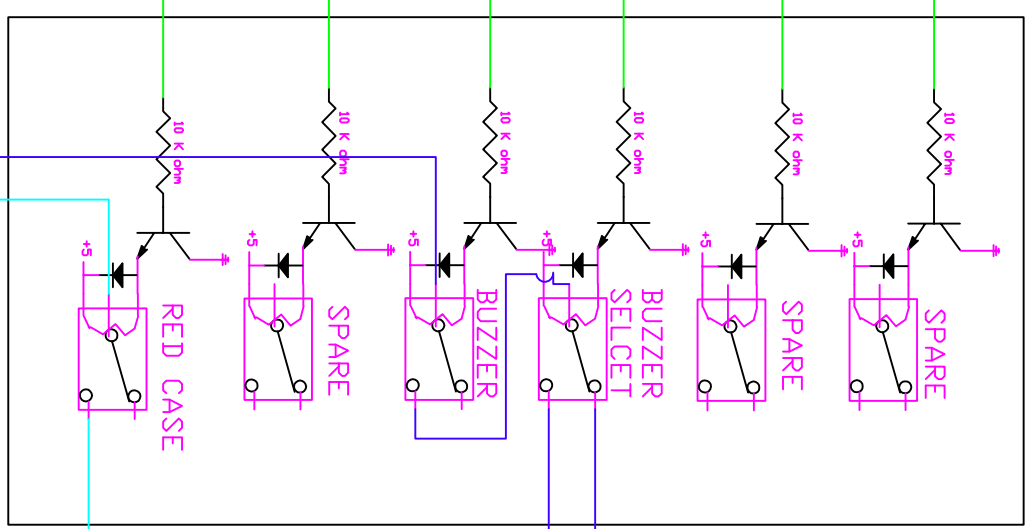 10 K ohm
10 K ohm
10 K ohm
10 K ohm
10 K ohm
10 K ohm
+5
+5
+5
+5
+5
+5
RED CASE
SPARE
BUZZER
BUZZER
SELCET
SPARE
SPARE